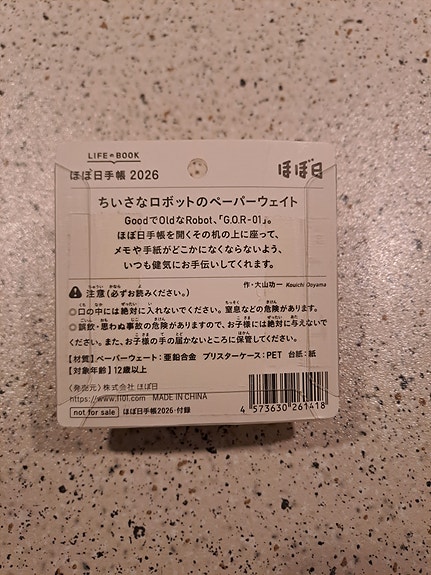 LIFEのBOOK
ほぼ日手帳 2026
ほぼ日
ちいさなロボットのペーパーウェイト
GoodでOldなRobot、「G.O.R-01」。
ほぼ日手帳を開くその机の上に座って、
メモや手紙がどこかになくならないよう、
いつも健気にお手伝いしてくれます。
作・大山功一 Kouichi Ooyama
注意(必ずお読みください。)
◎口の中には絶対に入れないでください。窒息などの危険があります。
◎誤飲・思わぬ事故の危険がありますので、お子様には絶対に与えないで
ください。また、お子様の手の届かないところに保管してください。
【材質】ペーパーウェート:亜鉛合金 ブリスターケース:PET 台紙:紙
【対象年齢】12歳以上
〈発売元〉株式会社 ほぼ日
https://www.1101.com MADE IN CHINA
not for sale ほぼ日手帳2026・付録
4 573630 261418